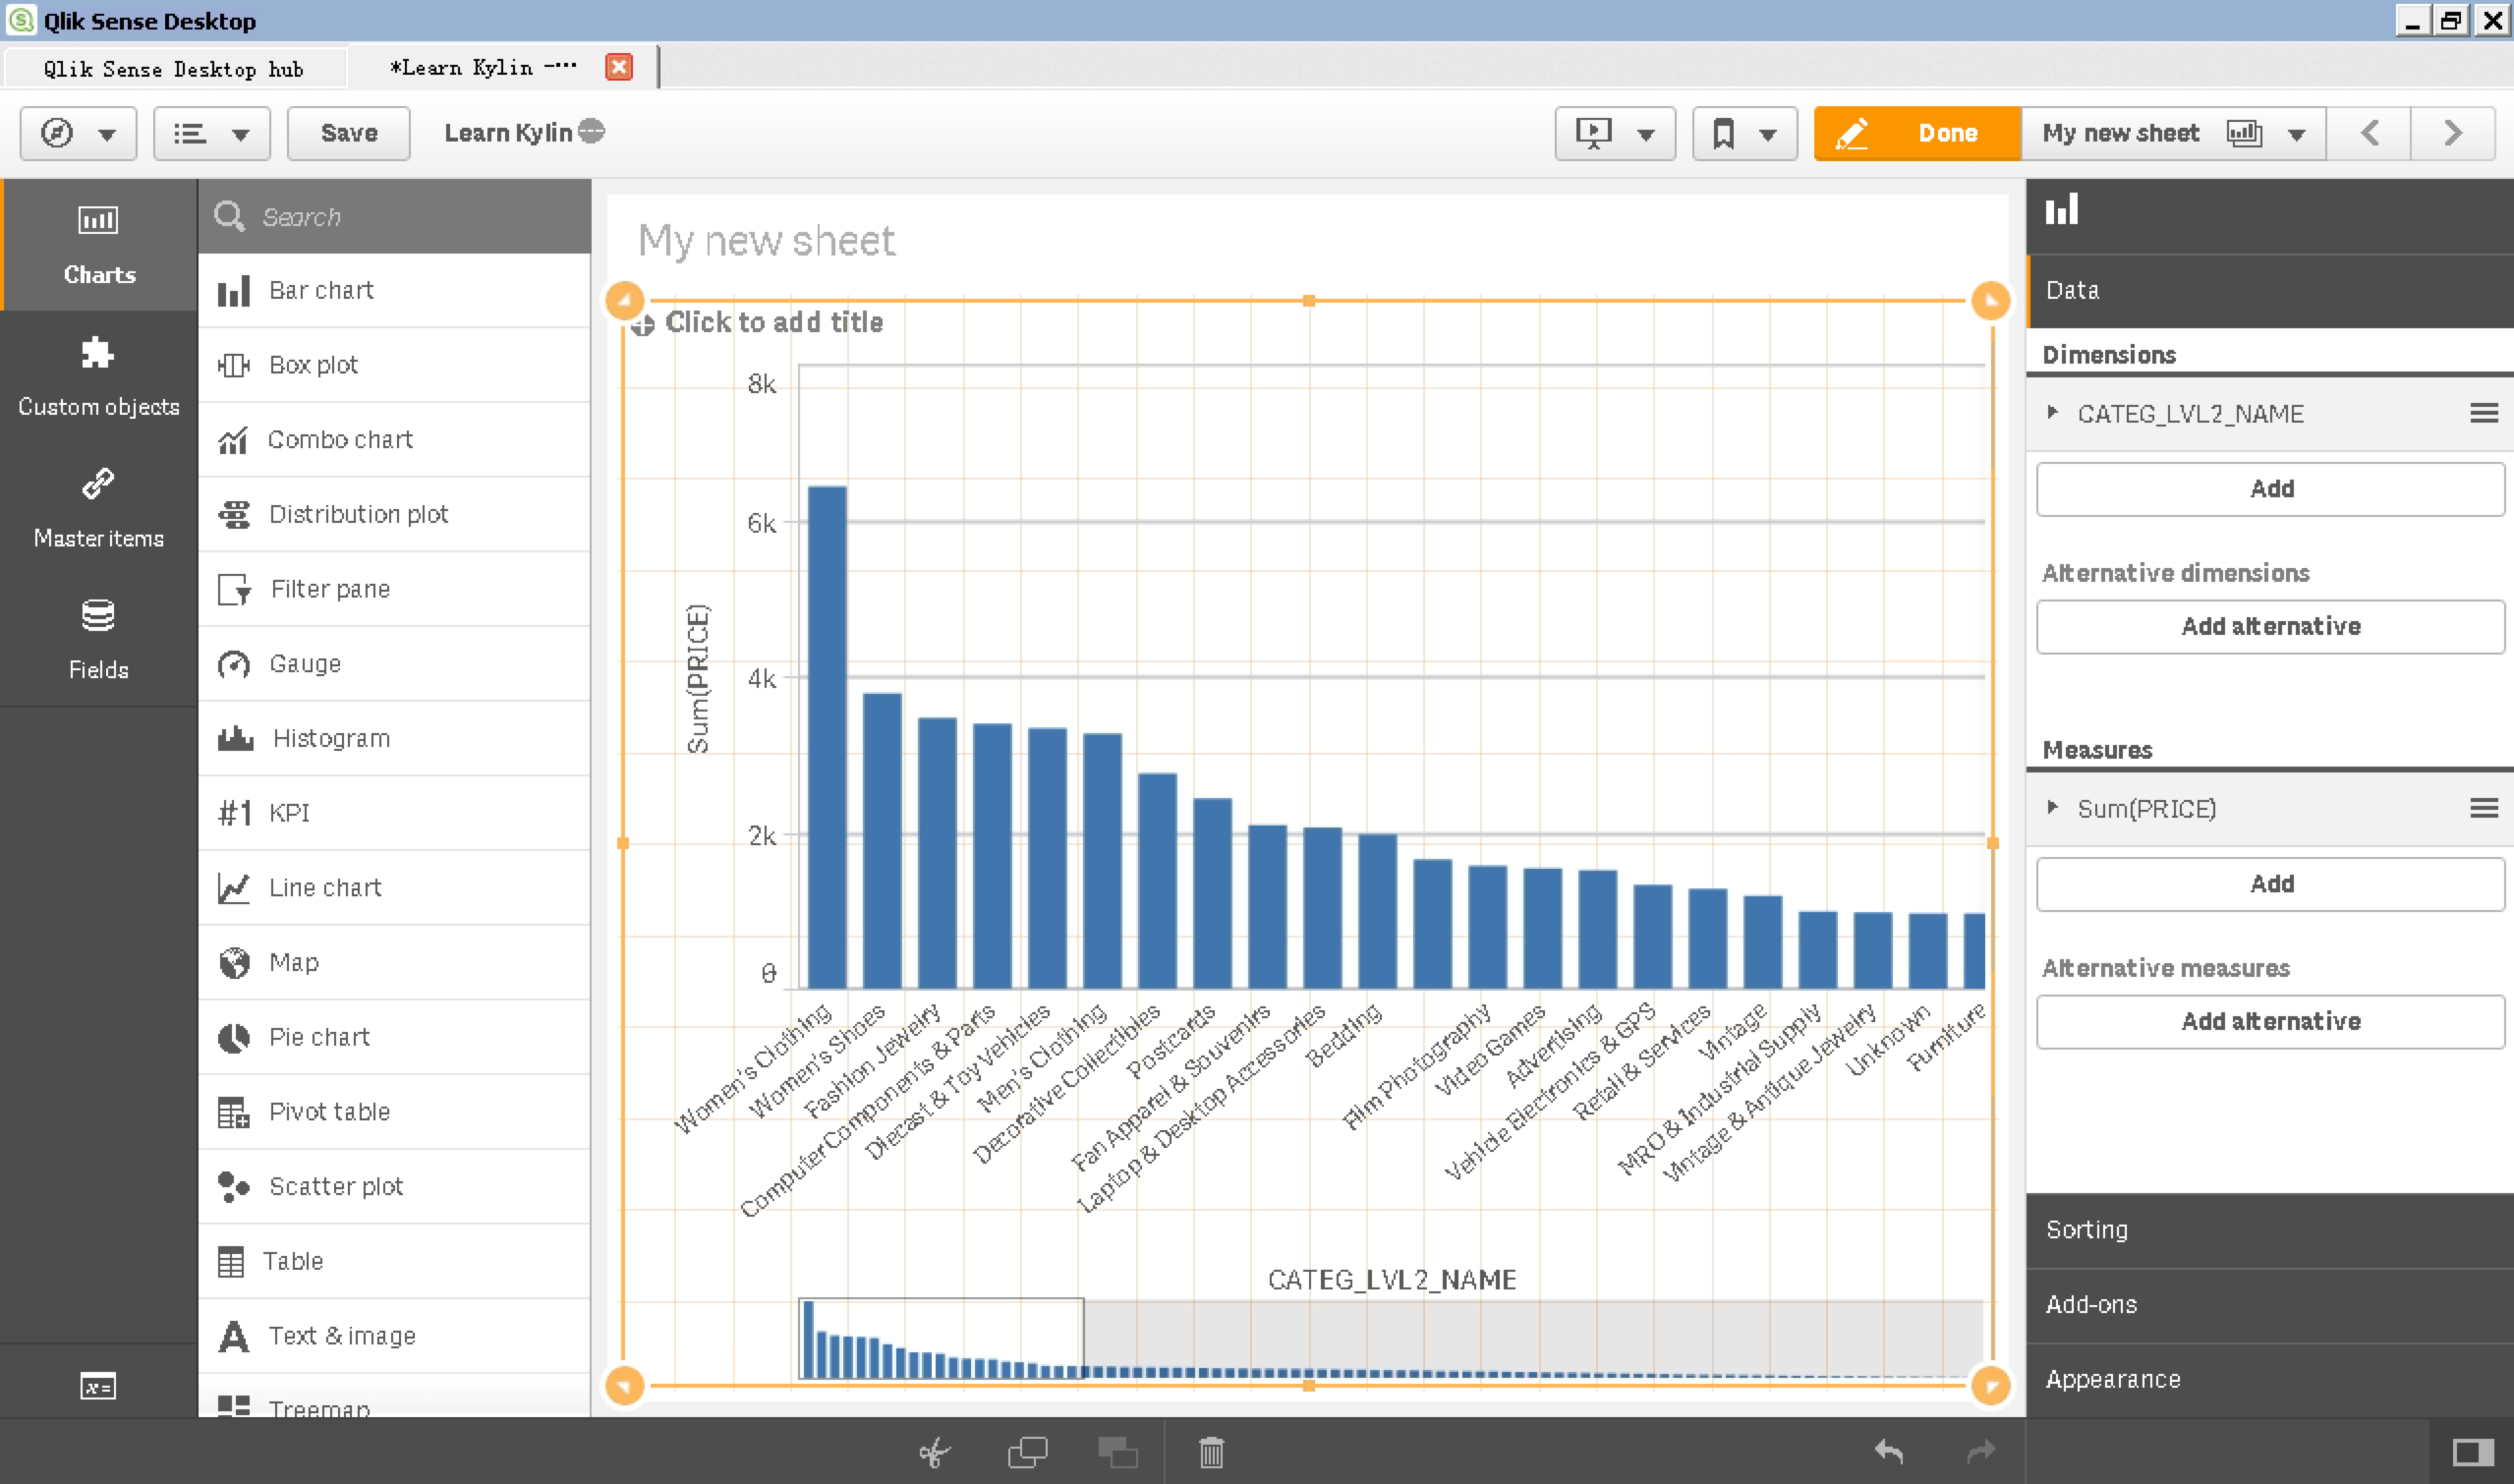 Qlik Sense Desktop
Qlik Sense Desktop hub
*Learn Kylin -…
Save
Learn Kylin
Done
My new sheet
Charts
Custom objects
Master items
Fields
x=
Search
Bar chart
Box plot
Combo chart
Distribution plot
Filter pane
Gauge
Histogram
#1 KPI
Line chart
Map
Pie chart
Pivot table
Scatter plot
Table
A Text & image
Treemap
My new sheet
Click to add title
8k
6k
4k
2k
0
Sum(PRICE)
Women's Clothing
Women's Shoes
Fashion Jewelry
Computer Components & Parts
Diecast & Toy Vehicles
Men's Clothing
Decorative Collectibles
Postcards
Fan Apparel & Souvenirs
Laptop & Desktop Accessories
Bedding
Film Photography
Video Games
Advertising
Vehicle Electronics & GPS
Retail & Services
Vintage
MRO & Industrial Supply
Vintage & Antique Jewelry
Unknown
Furniture
CATEG_LVL2_NAME
Data
Dimensions
CATEG_LVL2_NAME
Add
Alternative dimensions
Add alternative
Measures
Sum(PRICE)
Add
Alternative measures
Add alternative
Sorting
Add-ons
Appearance